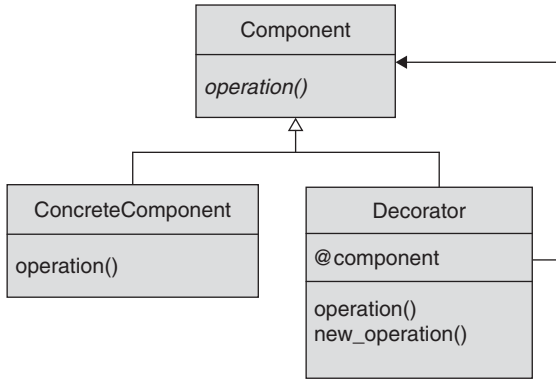 Component
operation()
ConcreteComponent
operation()
Decorator
@component
operation()
new_operation()